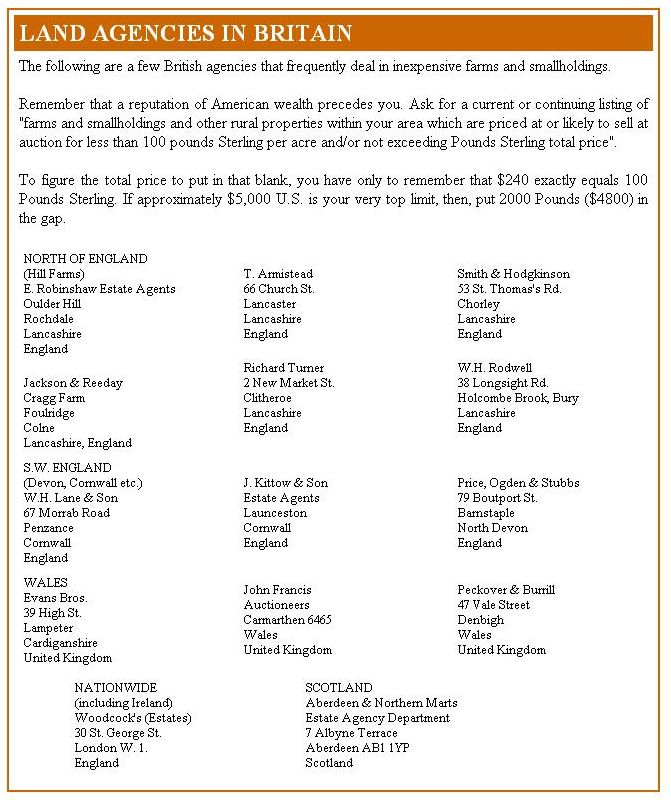 LAND AGENCIES IN BRITAIN
The following are a few British agencies that frequently deal in inexpensive farms and smallholdings.
Remember that a reputation of American wealth precedes you. Ask for a current or continuing listing of
"farms and smallholdings and other rural properties within your area which are priced at or likely to sell at
auction for less than 100 pounds Sterling per acre and/or not exceeding Pounds Sterling total price".
To figure the total price to put in that blank, you have only to remember that $240 exactly equals 100
Pounds Sterling. If approximately $5,000 U.S. is your very top limit, then, put 2000 Pounds ($4800) in
the gap.
NORTH OF ENGLAND
(Hill Farms)
E. Robinshaw Estate Agents
Oulder Hill
Rochdale
Lancashire
England
T. Armistead
66 Church St.
Lancaster
Lancashire
England
Smith & Hodgkinson
53 St. Thomas's Rd.
Chorley
Lancashire
England
Jackson & Reeday
Cragg Farm
Foulridge
Colne
Lancashire, England
Richard Turner
2 New Market St.
Clitheroe
Lancashire
England
W.H. Rodwell
38 Longsight Rd.
Holcombe Brook, Bury
Lancashire
England
S.W. ENGLAND
(Devon, Cornwall etc.)
W.H. Lane & Son
67 Morrab Road
Penzance
Cornwall
England
J. Kittow & Son
Estate Agents
Launceston
Cornwall
England
Price, Ogden & Stubbs
79 Boutport St.
Barnstaple
North Devon
England
WALES
Evans Bros.
39 High St.
Lampeter
Cardiganshire
United Kingdom
John Francis
Auctioneers
Carmarthen 6465
Wales
United Kingdom
Peckover & Burrill
47 Vale Street
Denbigh
Wales
United Kingdom
NATIONWIDE
(including Ireland)
Woodcock's (Estates)
30 St. George St.
London W. 1.
England
SCOTLAND
Aberdeen & Northern Marts
Estate Agency Department
7 Albyne Terrace
Aberdeen AB1 1YP
Scotland